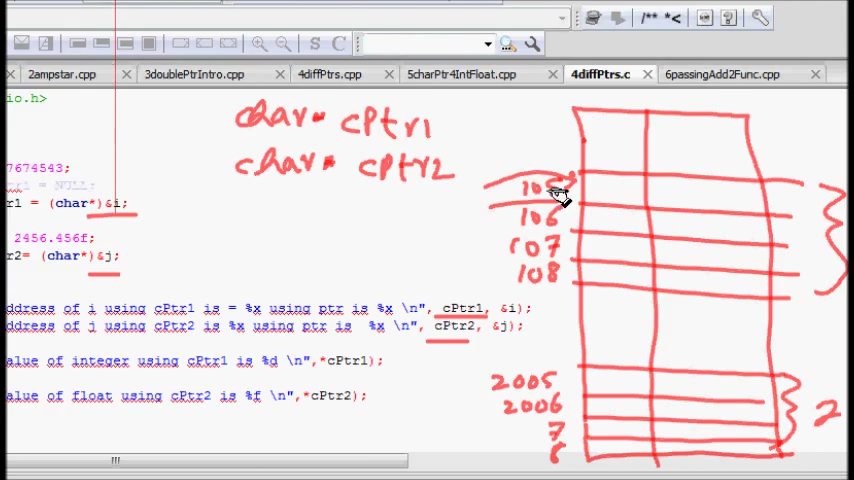 /** *<
2ampstar.cpp
3doublePtrIntro.cpp
4diffPtrs.cpp
5charPtr4IntFloat.cpp
4diffPtrs.c
6passingAdd2Func.cpp
io.h>
char* cPtr1
char* cPtr2
7674543;
r1 = NULL;
r1 = (char*)&i;
2456.456f;
r2= (char*)&j;
ddress of i using cPtr1 is = %x using ptr is %x \n", cPtr1, &i);
ddress of j using cPtr2 is %x using ptr is  %x \n", cPtr2, &j);
alue of integer using cPtr1 is %d \n",*cPtr1);
alue of float using cPtr2 is %f \n",*cPtr2);
105
106
107
108
2005
2006
7
8
2